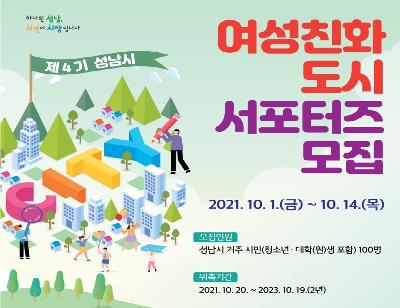 하나된 성남,
시민이 시장입니다
제4기 성남시
여성친화
도시
서포터즈
모집
CITY
2021. 10. 1.(금) ~ 10. 14.(목)
모집인원
성남시 거주 시민(청소년·대학(원)생 포함) 100명
위촉기간
2021. 10. 20. ~ 2023. 10. 19.(2년)